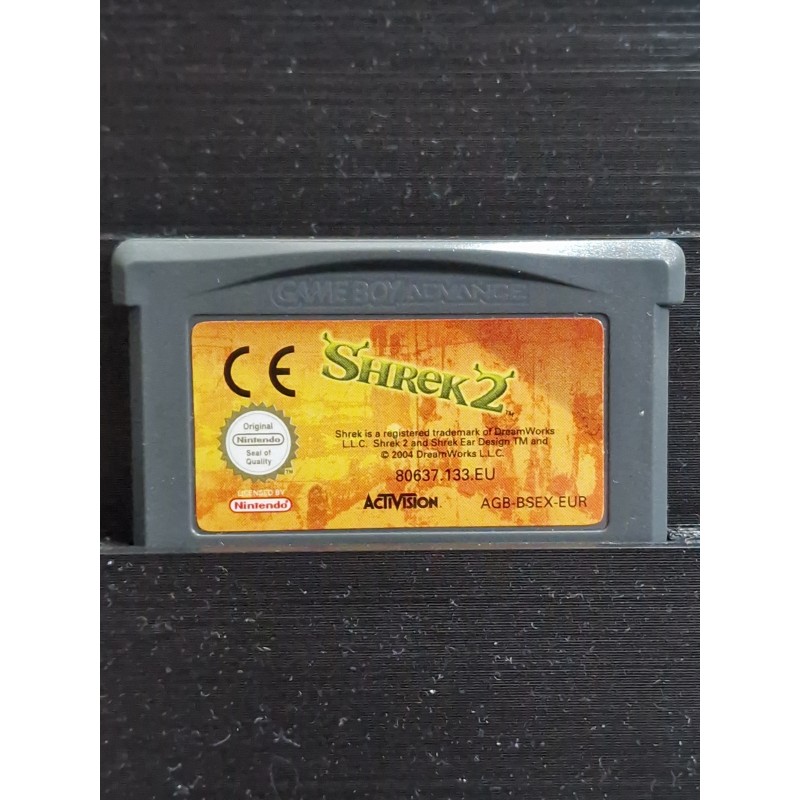 GAME BOY ADVANCE
CE
SHREK 2™
Original
Nintendo
Seal of
Quality
TM
Shrek is a registered trademark of DreamWorks
L.L.C. Shrek 2 and Shrek Ear Design TM and
© 2004 DreamWorks L.L.C.
80637.133.EU
LICENSED BY
Nintendo
ACTIVISION.
AGB-BSEX-EUR